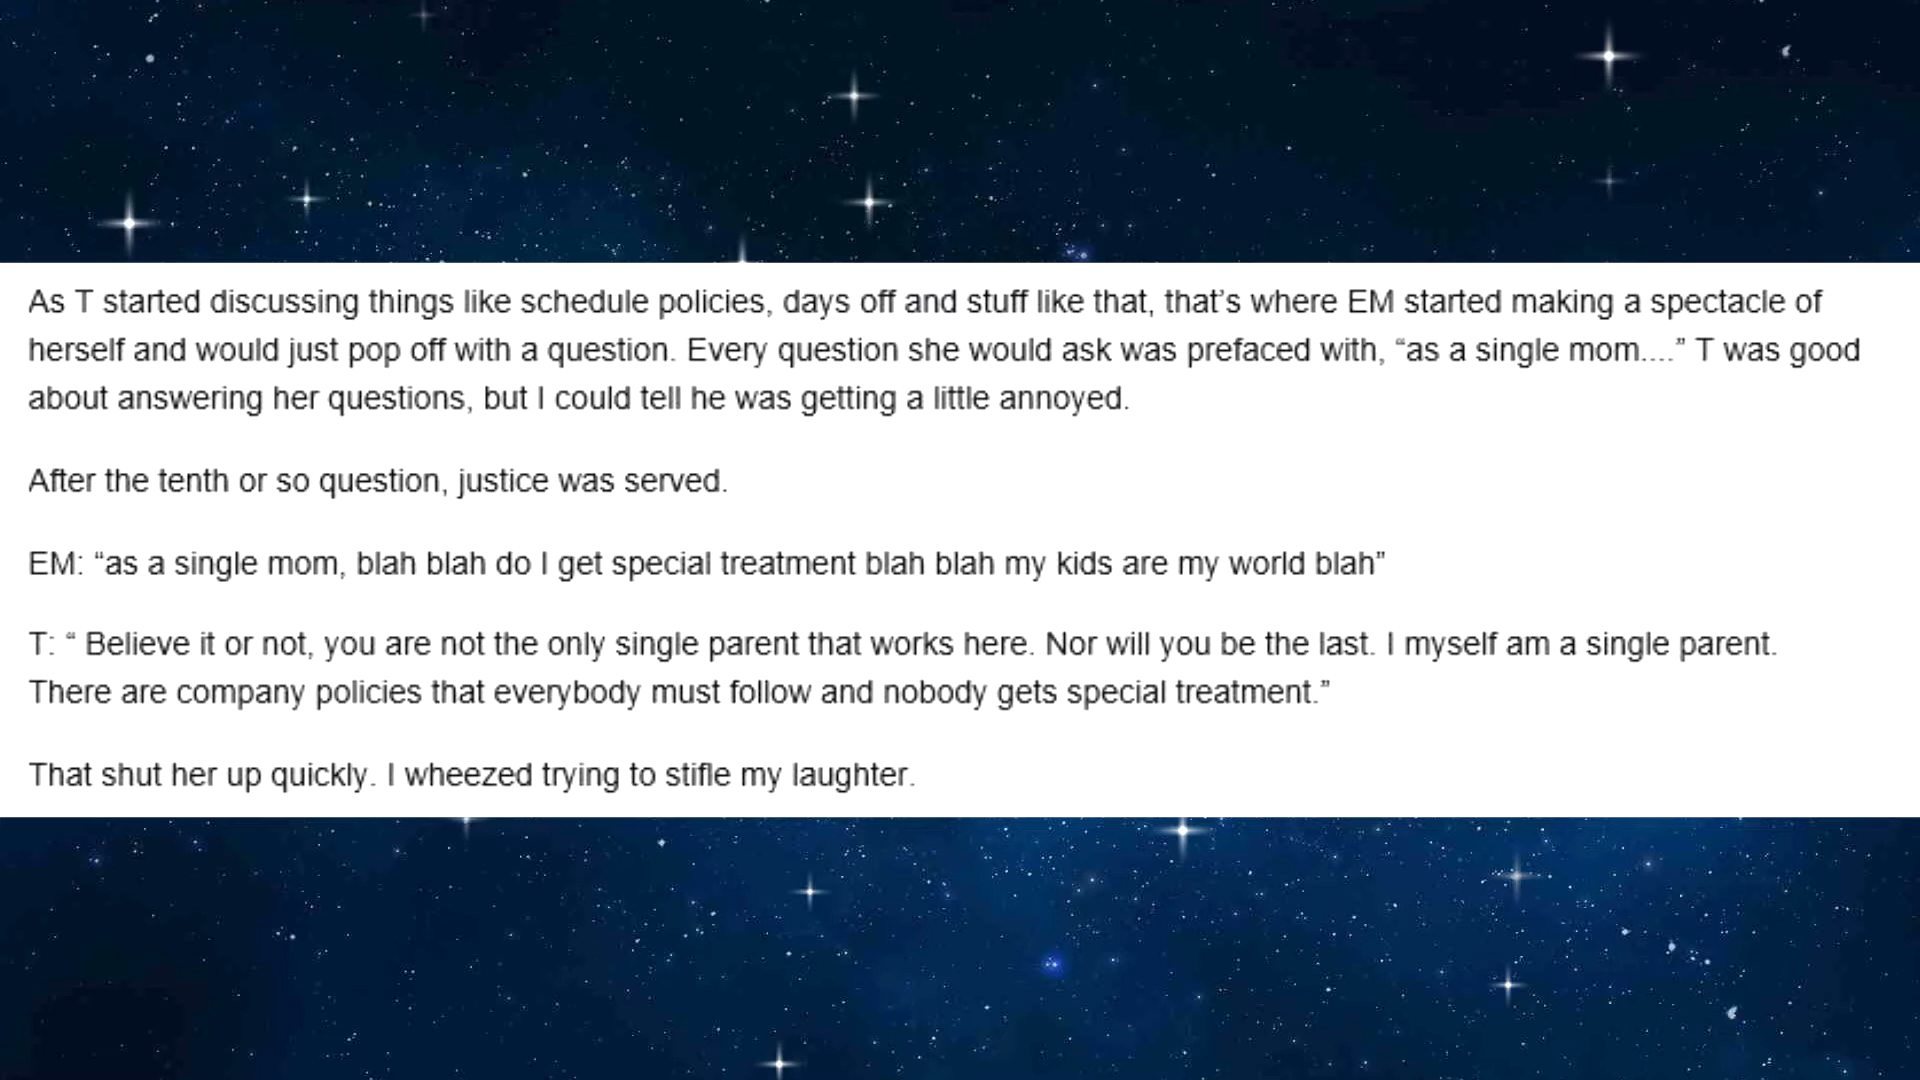 As T started discussing things like schedule policies, days off and stuff like that, that’s where EM started making a spectacle of
herself and would just pop off with a question. Every question she would ask was prefaced with, “as a single mom....” T was good
about answering her questions, but I could tell he was getting a little annoyed.
After the tenth or so question, justice was served.
EM: “as a single mom, blah blah do I get special treatment blah blah my kids are my world blah”
T: “ Believe it or not, you are not the only single parent that works here. Nor will you be the last. I myself am a single parent.
There are company policies that everybody must follow and nobody gets special treatment.”
That shut her up quickly. I wheezed trying to stifle my laughter.